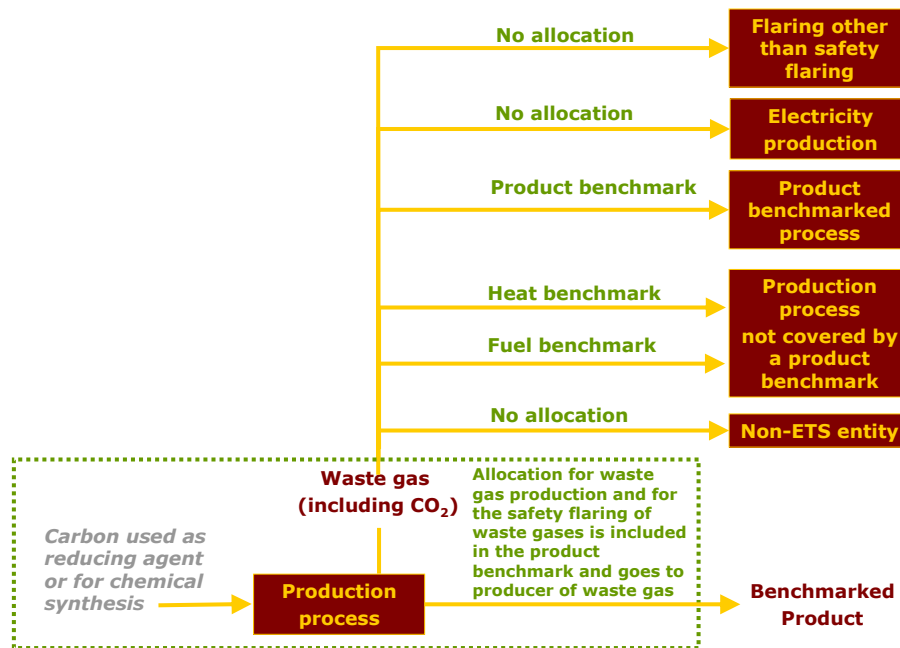 No allocation
Flaring other
than safety
flaring
No allocation
Electricity
production
Product benchmark
Product
benchmarked
process
Heat benchmark
Production
process
not covered by
a product
benchmark
Fuel benchmark
No allocation
Non-ETS entity
Waste gas
(including CO₂)
Allocation for waste
gas production and for
the safety flaring of
waste gases is included
in the product
benchmark and goes to
producer of waste gas
Carbon used as
reducing agent
or for chemical
synthesis
Production
process
Benchmarked
Product